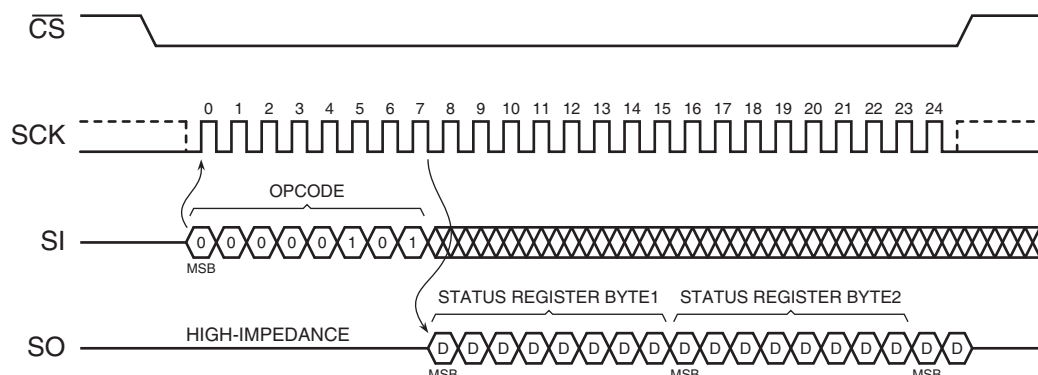 CS
0 1 2 3 4 5 6 7 8 9 10 11 12 13 14 15 16 17 18 19 20 21 22 23 24
SCK
OPCODE
SI 0 0 0 0 0 1 0 1
MSB
STATUS REGISTER BYTE1 STATUS REGISTER BYTE2
HIGH-IMPEDANCE
SO D D D D D D D D D D D D D D D D D D
MSB MSB MSB